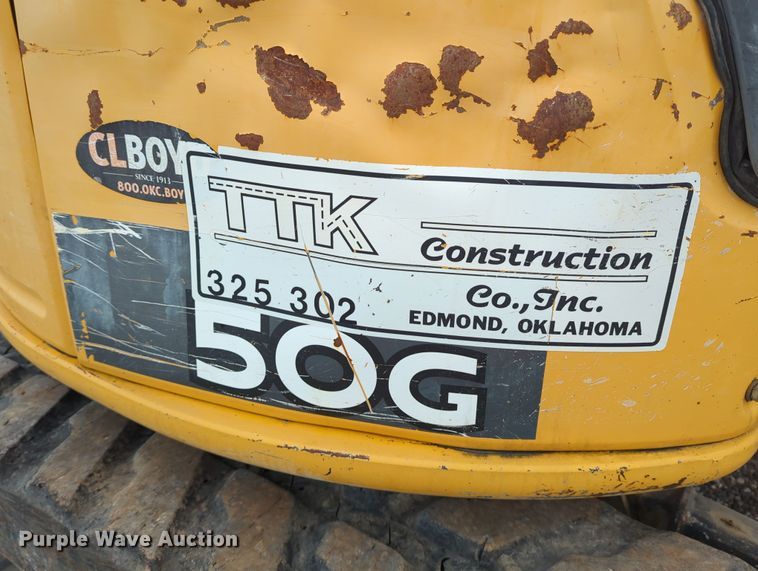 CLBOY
SINCE 1913
800.OKC.BOY
TTK
Construction
Co., Inc.
325 302
EDMOND, OKLAHOMA
50G
Purple Wave Auction